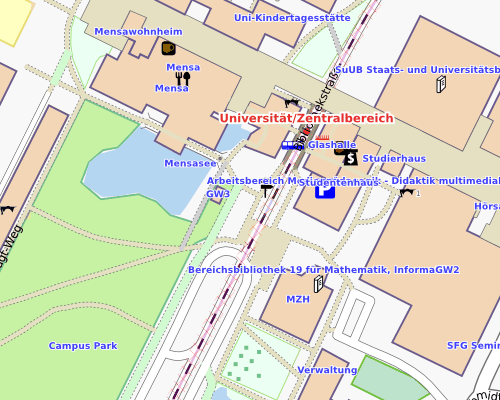 Uni-Kindertagesstätte
Mensawohnheim
Mensa
SuUB Staats- und Universitätsb
Mensa
Universität/Zentralbereich
Glashalle
Mensasee
Studierhaus
Arbeitsbereich M
Studentenhaus
Didaktik multimedial
GW3
Hörsa
Bereichsbibliothek 19 für Mathematik, Informa
GW2
MZH
Campus Park
SFG Semin
Verwaltung